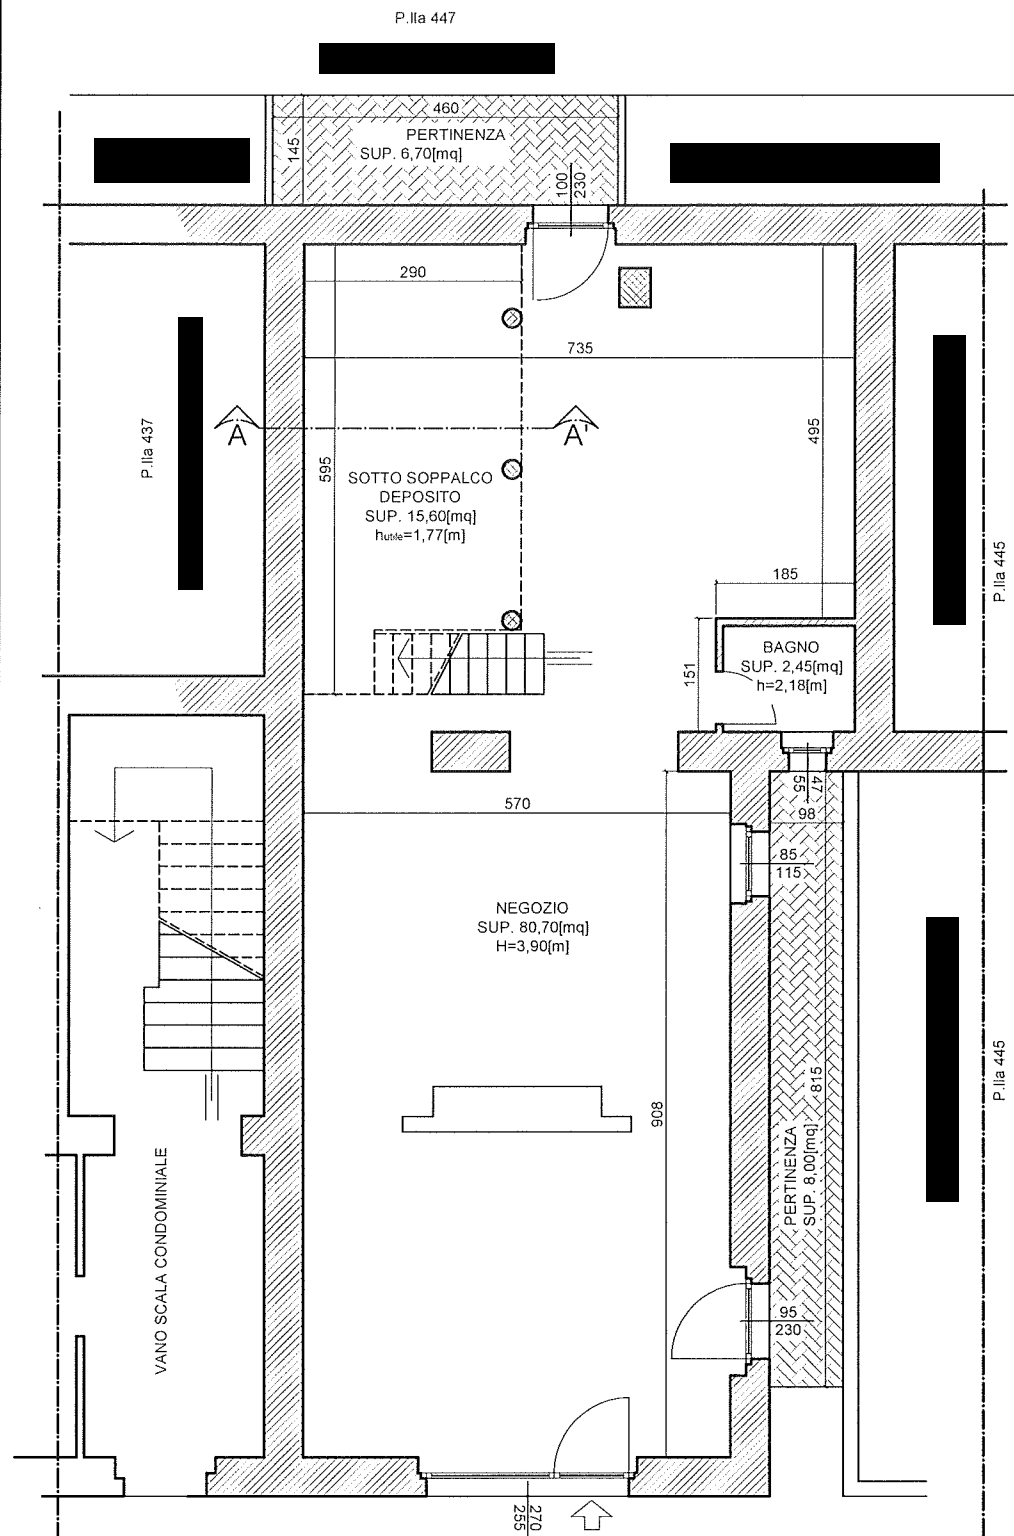 P.lla 447
460
PERTINENZA
SUP. 6,70[mq]
145
100
230
290
735
A
A'
P.lla 437
595
495
SOTTO SOPPALCO
DEPOSITO
SUP. 15,60[mq]
hutile=1,77[m]
P.lla 445
185
151
BAGNO
SUP. 2,45[mq]
h=2,18[m]
47
55
98
570
85
115
NEGOZIO
SUP. 80,70[mq]
H=3,90[m]
808
815
PERTINENZA
SUP. 8,00[mq]
P.lla 445
VANO SCALA CONDOMINIALE
95
230
270
255